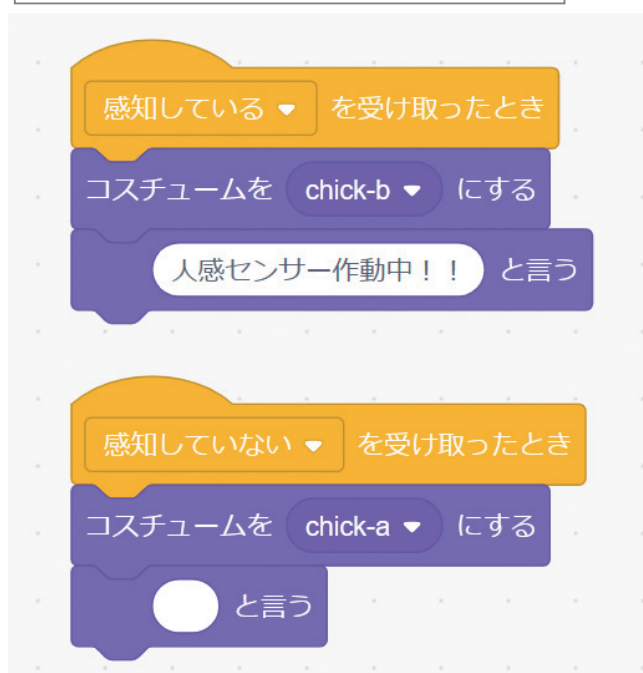 感知している を受け取ったとき
コスチュームを chick-b にする
人感センサー作動中！！ と言う
感知していない を受け取ったとき
コスチュームを chick-a にする
と言う